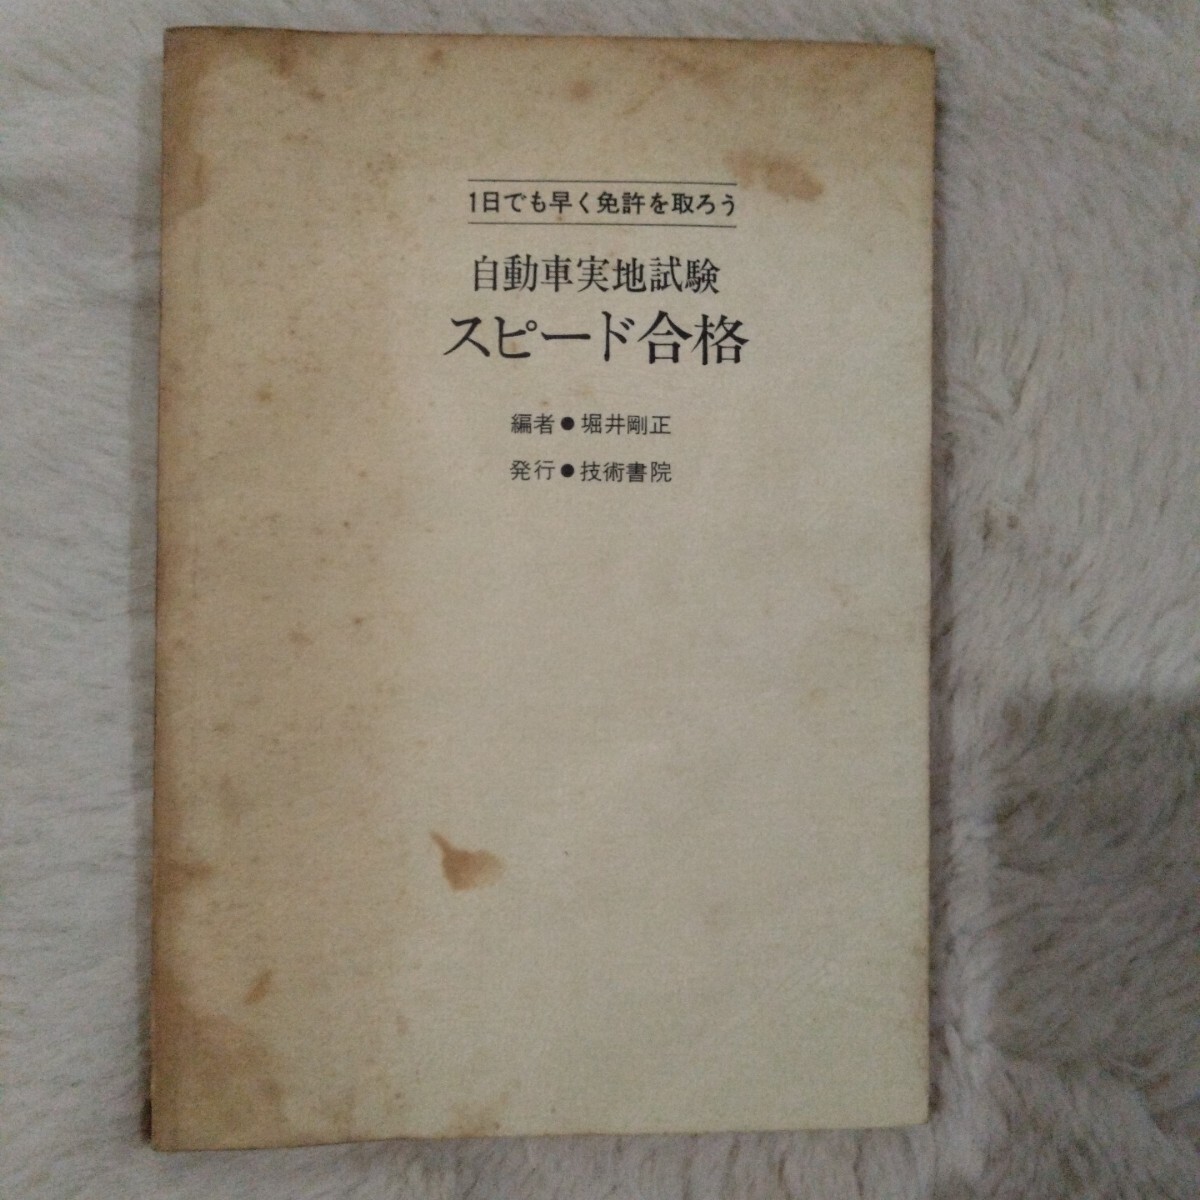 1日でも早く免許を取ろう
自動車実地試験
スピード合格
編者●堀井剛正
発行●技術書院